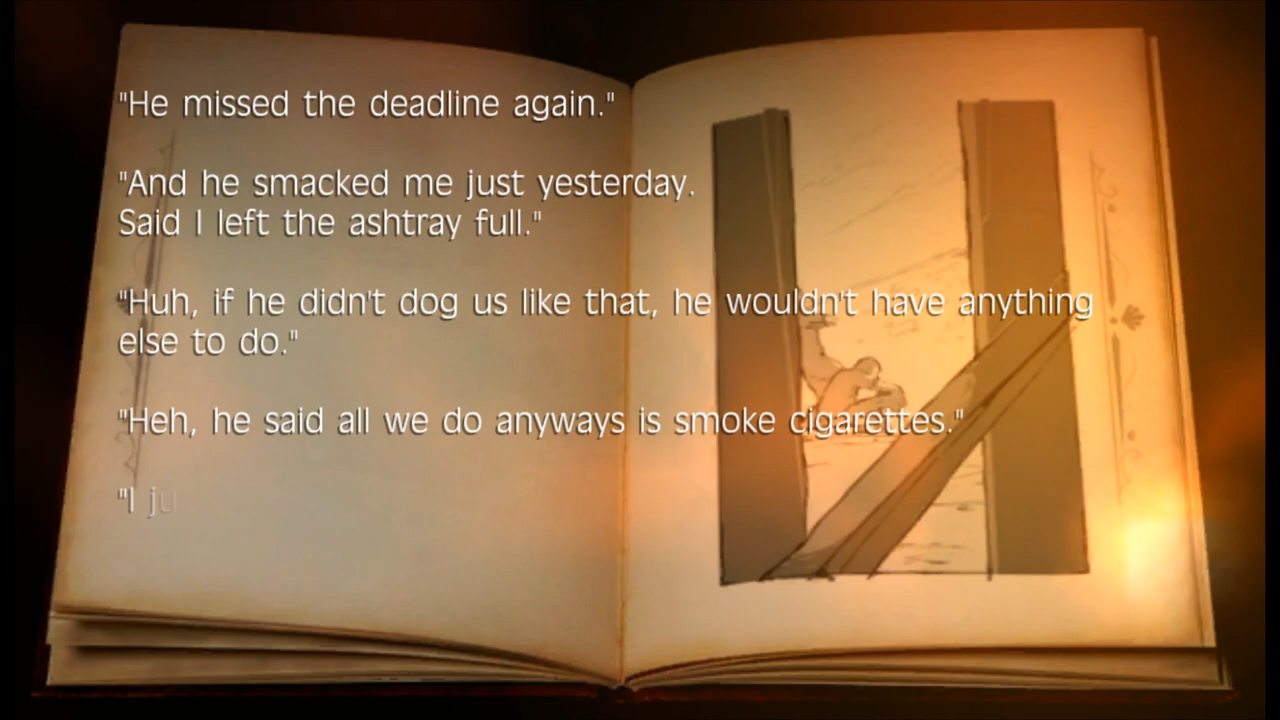 "He missed the deadline again."
"And he smacked me just yesterday.
Said I left the ashtray full."
"Huh, if he didn't dog us like that, he wouldn't have anything
else to do."
"Heh, he said all we do anyways is smoke cigarettes."
"I ju